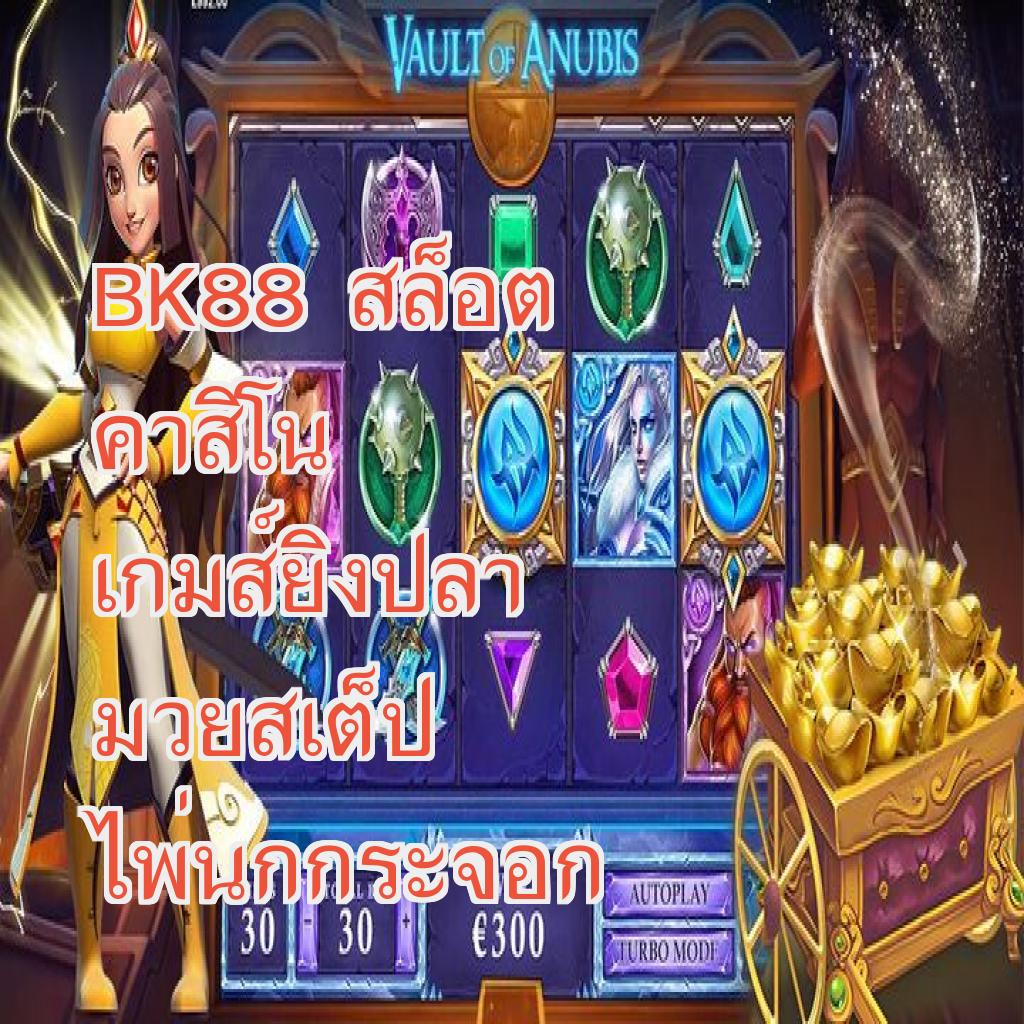 VAULT OF ANUBIS
BK88 สล็อต
คาสิโน
เกมส์ยิงปลา
มวยสเต็ป
ไพ่นกกระจอก
30 - 30 + €300
AUTOPLAY
TURBO MODE